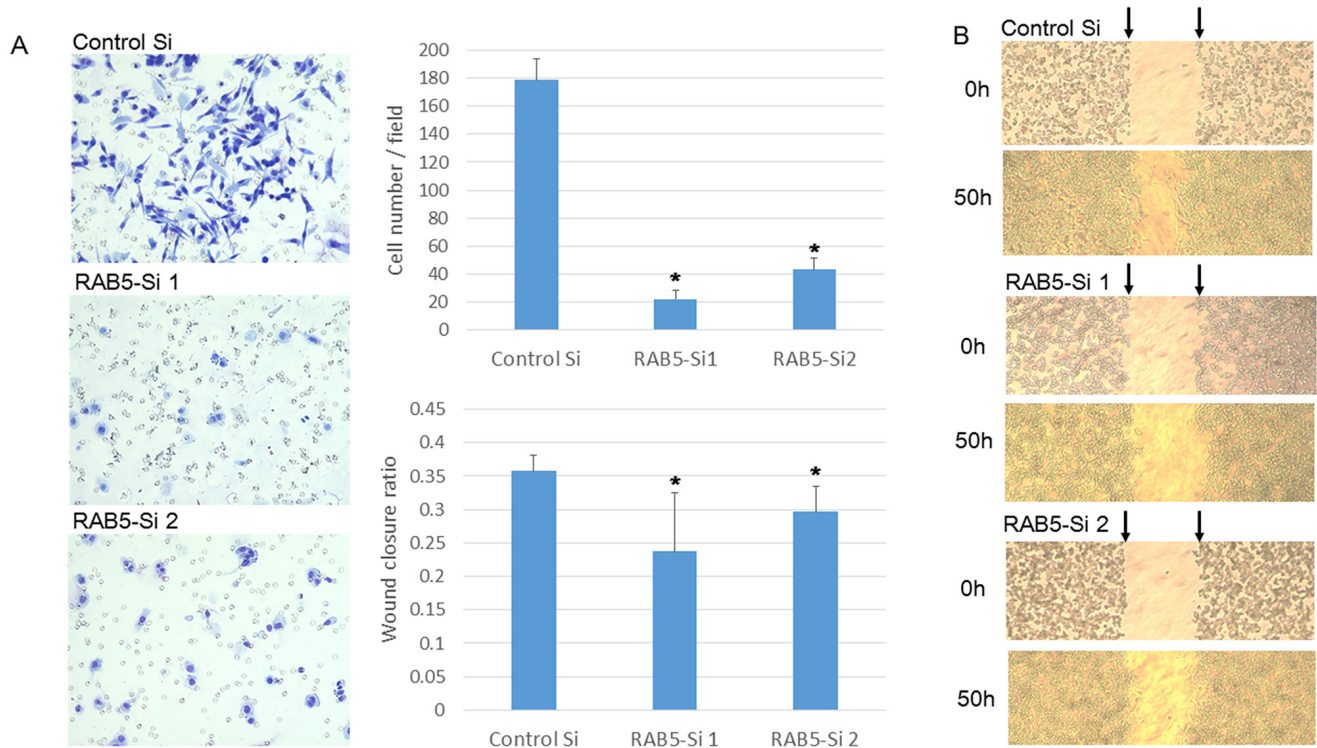 A
Control Si
RAB5-Si 1
RAB5-Si 2
Cell number / field
200
180
160
140
120
100
80
60
40
20
0
*
*
Control Si
RAB5-Si1
RAB5-Si2
Wound closure ratio
0.45
0.4
0.35
0.3
0.25
0.2
0.15
0.1
0.05
0
*
*
Control Si
RAB5-Si 1
RAB5-Si 2
B
Control Si
0h
50h
RAB5-Si 1
0h
50h
RAB5-Si 2
0h
50h